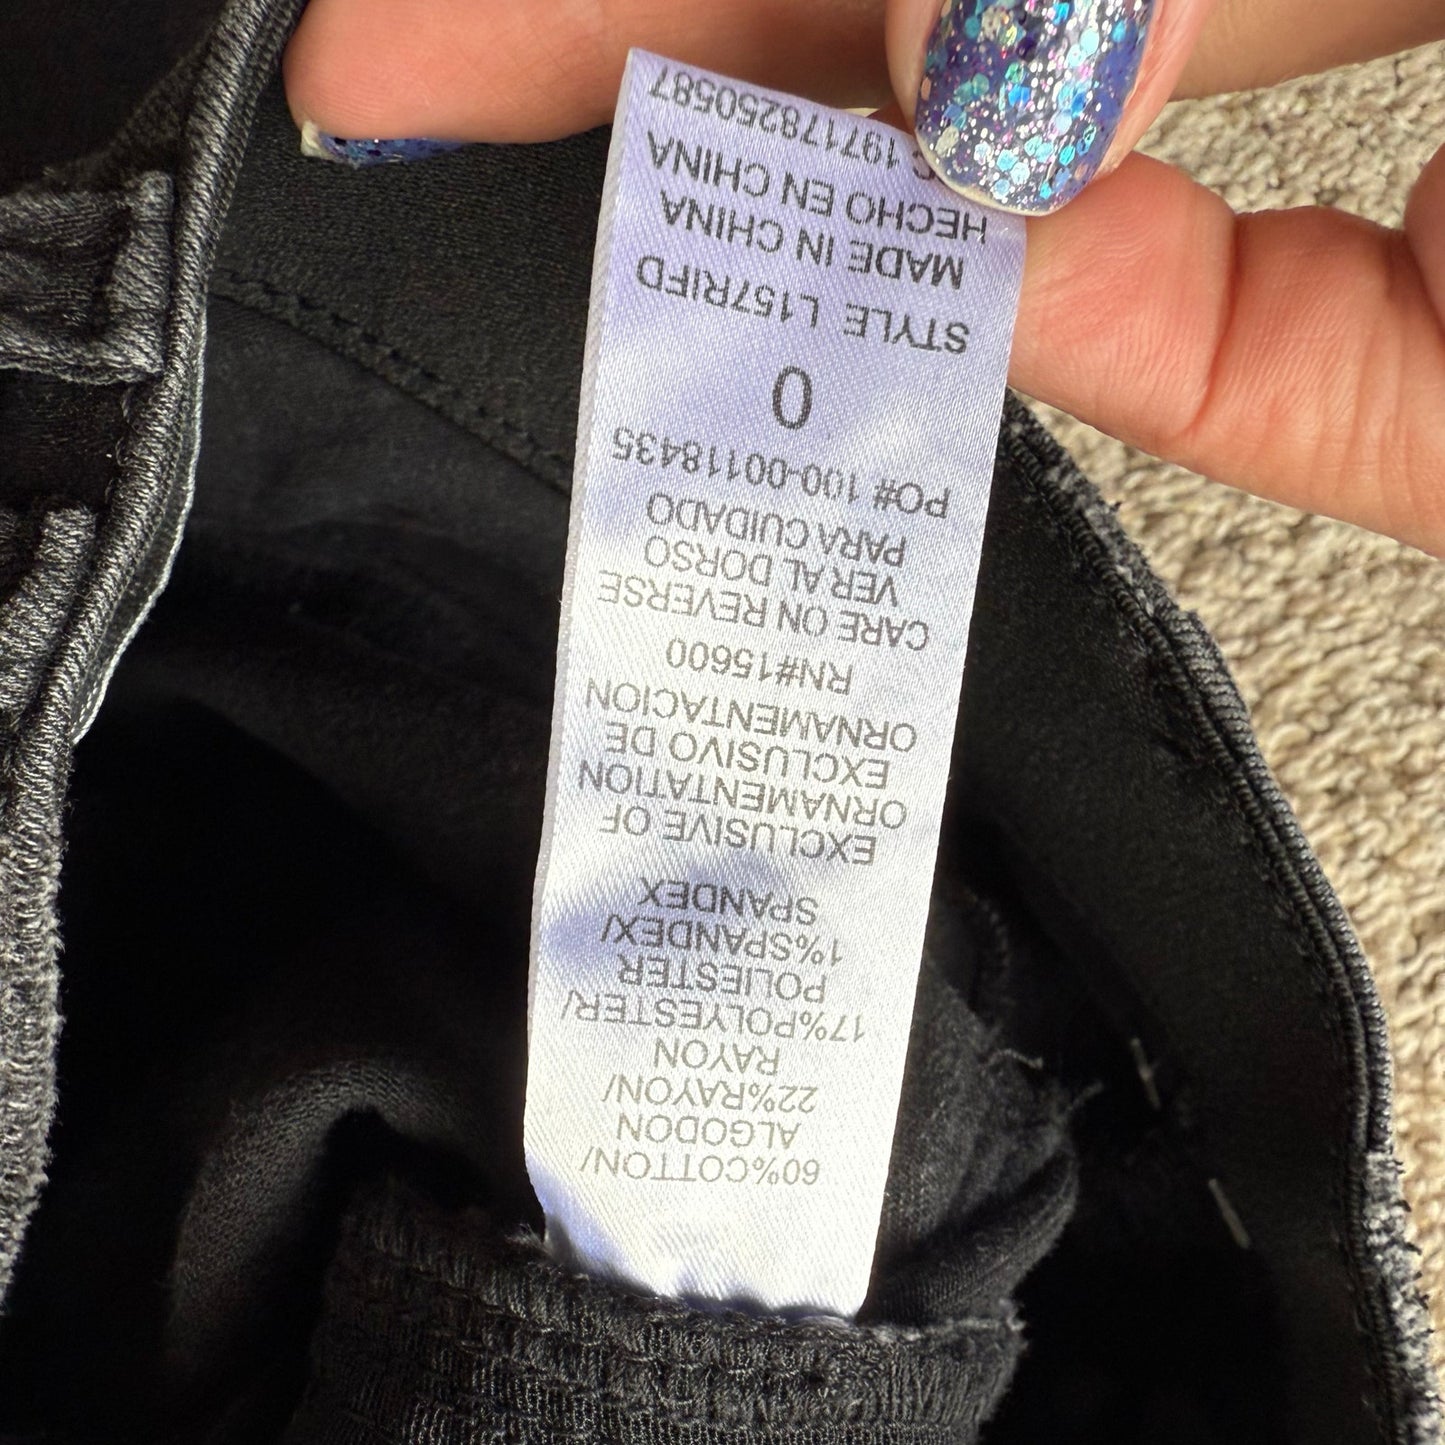 60%COTTON/
ALGODON
22%RAYON/
RAYON
17%POLYESTER/
POLIESTER
1%SPANDEX/
SPANDEX
EXCLUSIVE OF
ORNAMENTATION
EXCLUSIVO DE
ORNAMENTACION
RN#15600
CARE ON REVERSE
VER AL DORSO
PARA CUIDADO
PO# 100-00118435
0
STYLE L157RIFD
MADE IN CHINA
HECHO EN CHINA
C 197178250587